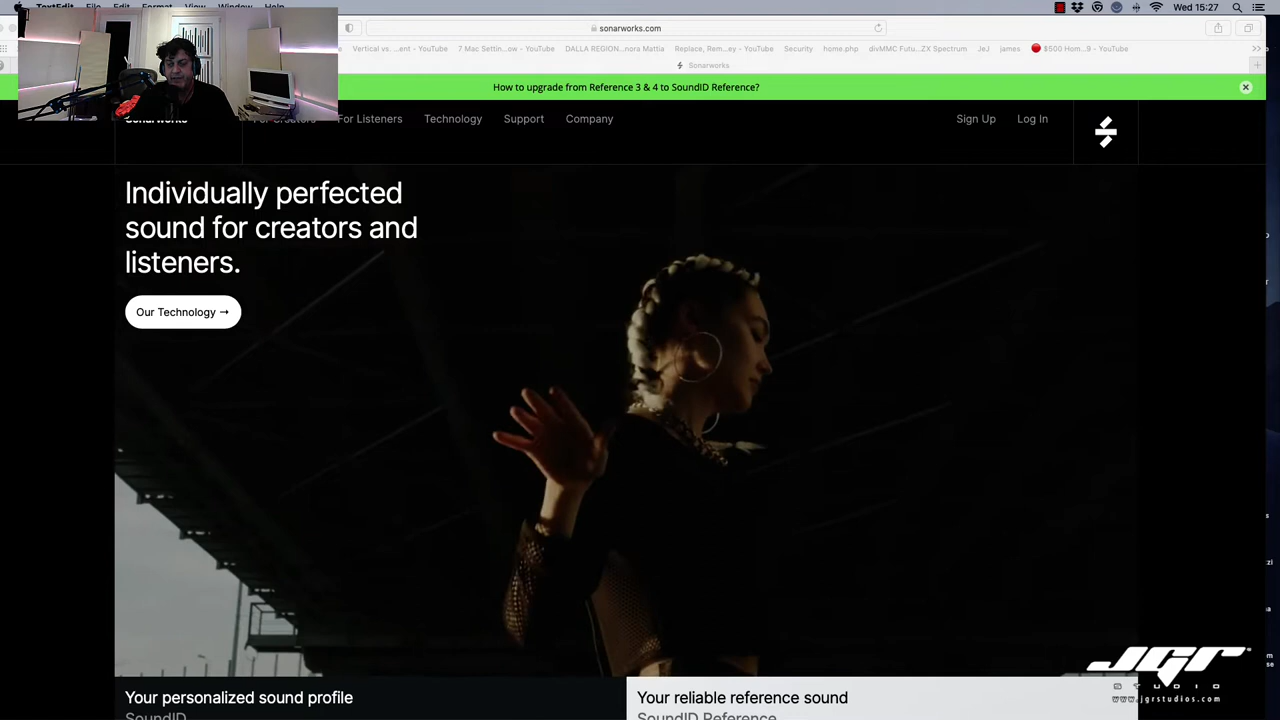 TextEdit File Edit Format View Window Help
Wed 15:27
sonarworks.com
Vertical vs. ...ent - YouTube
7 Mac Settin...ow - YouTube
DALLA REGION...nora Mattia
Replace, Rem...ey - YouTube
Security
home.php
divMMC Futu...ZX Spectrum
JeJ
james
$500 Hom...9 - YouTube
Sonarworks
How to upgrade from Reference 3 & 4 to SoundID Reference?
Sonarworks
For Creators
For Listeners
Technology
Support
Company
Sign Up
Log In
Individually perfected
sound for creators and
listeners.
Our Technology →
Your personalized sound profile
SoundID
Your reliable reference sound
SoundID Reference
JGR
STUDIO
www.jgrstudios.com